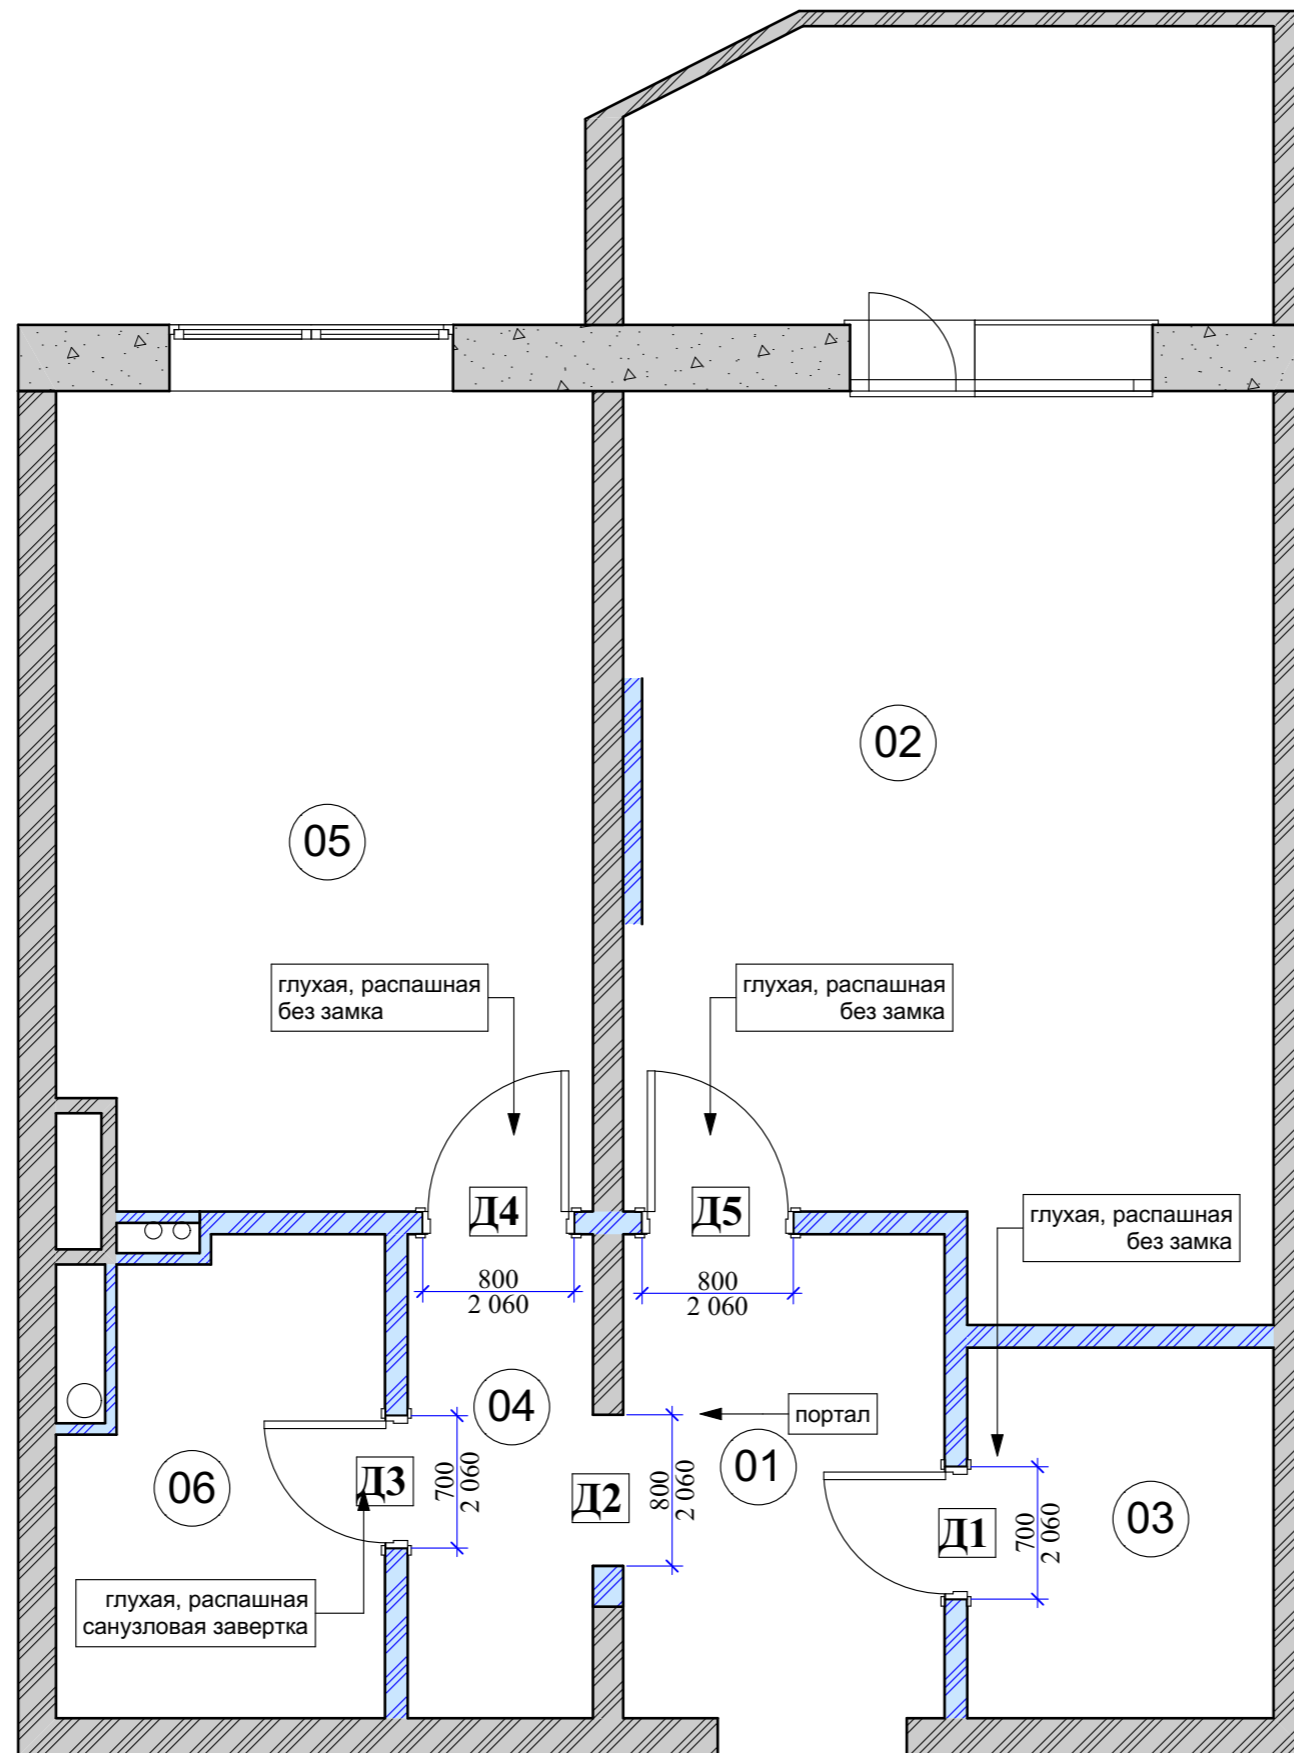 02
05
глухая, распашная
без замка
глухая, распашная
без замка
Д4
Д5
глухая, распашная
без замка
800
2 060
800
2 060
04
портал
01
06
Д3
700
2 060
Д2
800
2 060
Д1
700
2 060
03
глухая, распашная
санузловая завертка